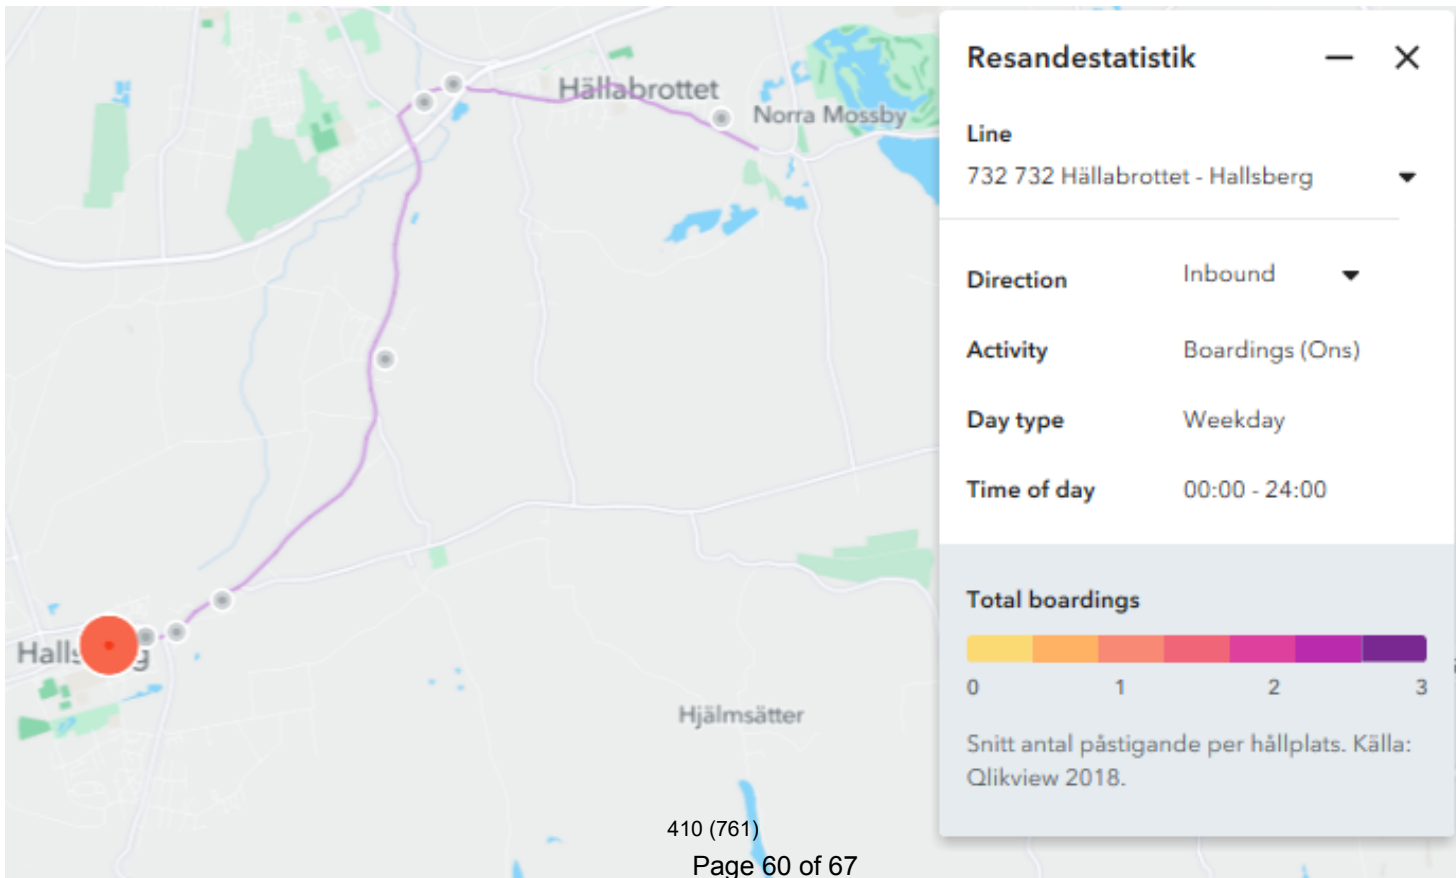 Hällabrottet
Norra Mossby
Hallsberg
Hjälmsätter
Resandestatistik
Line
732 732 Hällabrottet - Hallsberg
Direction Inbound
Activity Boardings (Ons)
Day type Weekday
Time of day 00:00 - 24:00
Total boardings
0 1 2 3
Snitt antal påstigande per hållplats. Källa:
Qlikview 2018.
410 (761)
Page 60 of 67